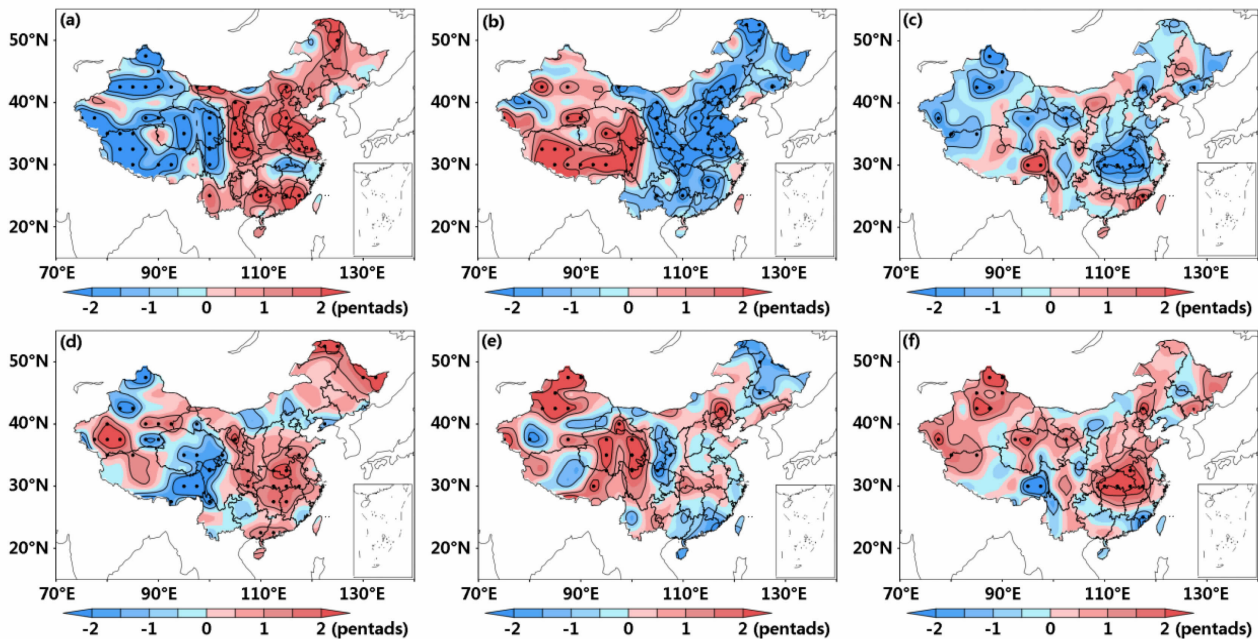 (a) (b) (c)
50°N 50°N 50°N
40°N 40°N 40°N
30°N 30°N 30°N
20°N 20°N 20°N
70°E 90°E 110°E 130°E 70°E 90°E 110°E 130°E 70°E 90°E 110°E 130°E
-2 -1 0 1 2 (pentads) -2 -1 0 1 2 (pentads) -2 -1 0 1 2 (pentads)
(d) (e) (f)
50°N 50°N 50°N
40°N 40°N 40°N
30°N 30°N 30°N
20°N 20°N 20°N
70°E 90°E 110°E 130°E 70°E 90°E 110°E 130°E 70°E 90°E 110°E 130°E
-2 -1 0 1 2 (pentads) -2 -1 0 1 2 (pentads) -2 -1 0 1 2 (pentads)